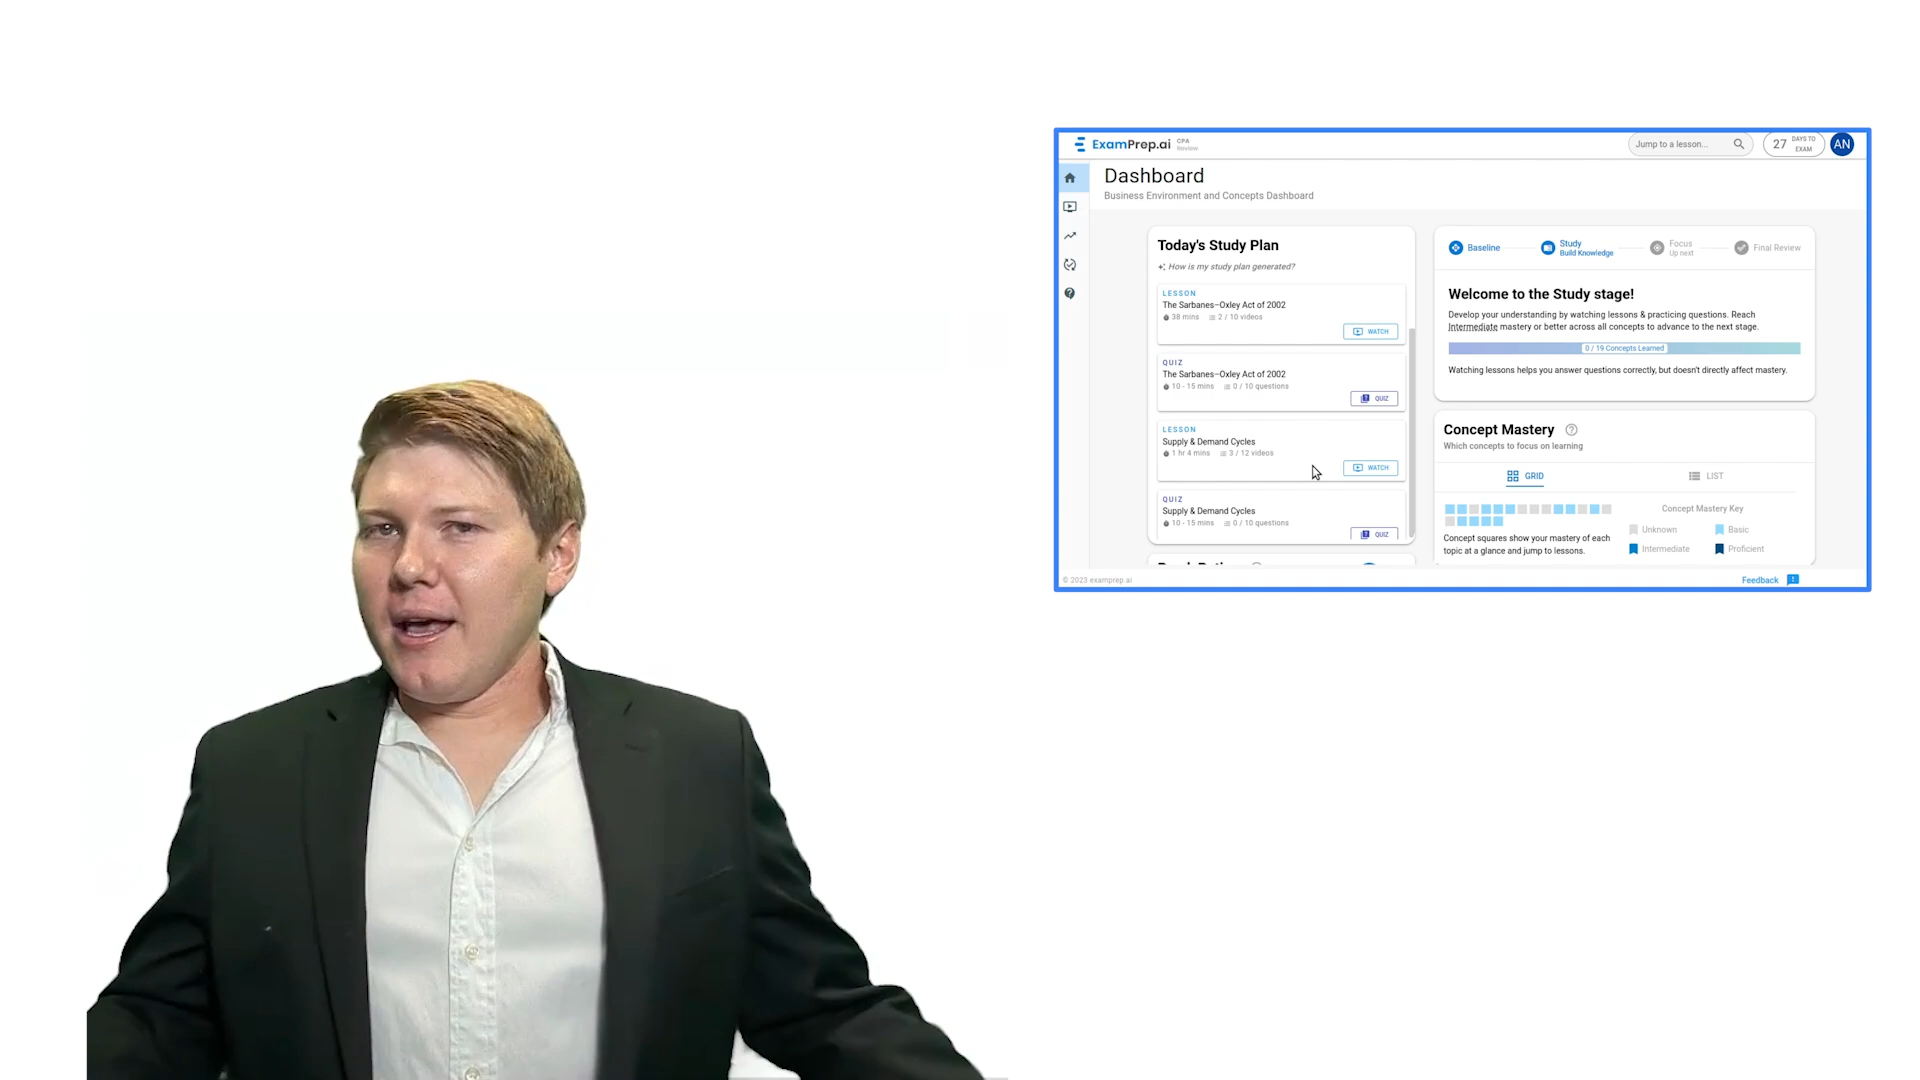 ExamPrep.ai
CPA
Review
Jump to a lesson...
27
DAYS TO
EXAM
AN
Dashboard
Business Environment and Concepts Dashboard
Today's Study Plan
How is my study plan generated?
LESSON
The Sarbanes–Oxley Act of 2002
38 mins 2 / 10 videos
WATCH
QUIZ
The Sarbanes–Oxley Act of 2002
10 - 15 mins 0 / 10 questions
QUIZ
LESSON
Supply & Demand Cycles
1 hr 4 mins 3 / 12 videos
WATCH
QUIZ
Supply & Demand Cycles
10 - 15 mins 0 / 10 questions
QUIZ
Baseline
Study
Build Knowledge
Focus
Up next
Final Review
Welcome to the Study stage!
Develop your understanding by watching lessons & practicing questions. Reach
Intermediate mastery or better across all concepts to advance to the next stage.
0 / 19 Concepts Learned
Watching lessons helps you answer questions correctly, but doesn't directly affect mastery.
Concept Mastery
Which concepts to focus on learning
GRID
LIST
Concept squares show your mastery of each
topic at a glance and jump to lessons.
Concept Mastery Key
Unknown
Basic
Intermediate
Proficient
© 2023 examprep.ai
Feedback